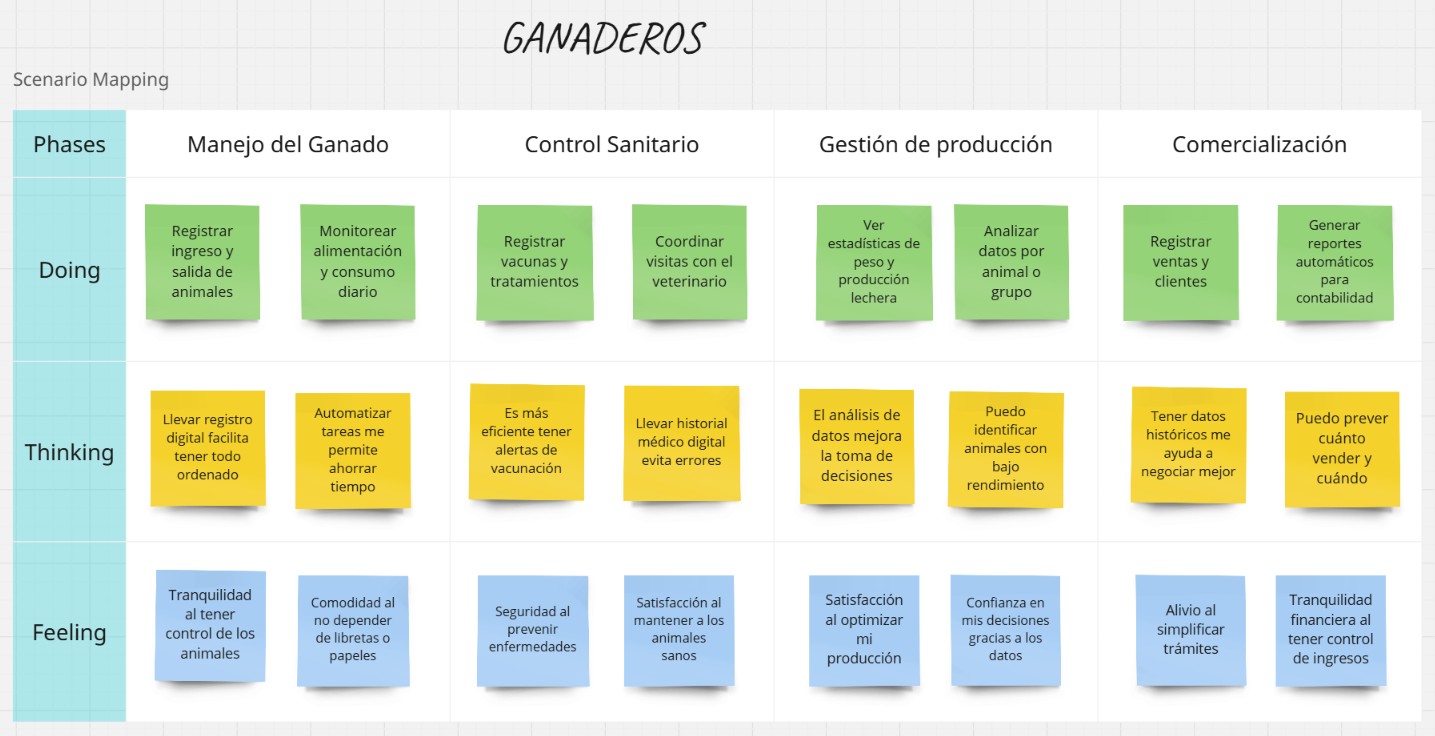 GANADEROS
Scenario Mapping
Phases
Manejo del Ganado
Control Sanitario
Gestión de producción
Comercialización
Doing
Registrar
ingreso y
salida de
animales
Monitorear
alimentación
y consumo
diario
Registrar
vacunas y
tratamientos
Coordinar
visitas con el
veterinario
Ver
estadísticas de
peso y
producción
lechera
Analizar
datos por
animal o
grupo
Registrar
ventas y
clientes
Generar
reportes
automáticos
para
contabilidad
Thinking
Llevar registro
digital facilita
tener todo
ordenado
Automatizar
tareas me
permite
ahorrar
tiempo
Es más
eficiente tener
alertas de
vacunación
Llevar historial
médico digital
evita errores
El análisis de
datos mejora
la toma de
decisiones
Puedo
identificar
animales con
bajo
rendimiento
Tener datos
históricos me
ayuda a
negociar mejor
Puedo prever
cuánto
vender y
cuándo
Feeling
Tranquilidad
al tener
control de los
animales
Comodidad al
no depender
de libretas o
papeles
Seguridad al
prevenir
enfermedades
Satisfacción al
mantener a los
animales
sanos
Satisfacción
al optimizar
mi
producción
Confianza en
mis decisiones
gracias a los
datos
Alivio al
simplificar
trámites
Tranquilidad
financiera al
tener control
de ingresos